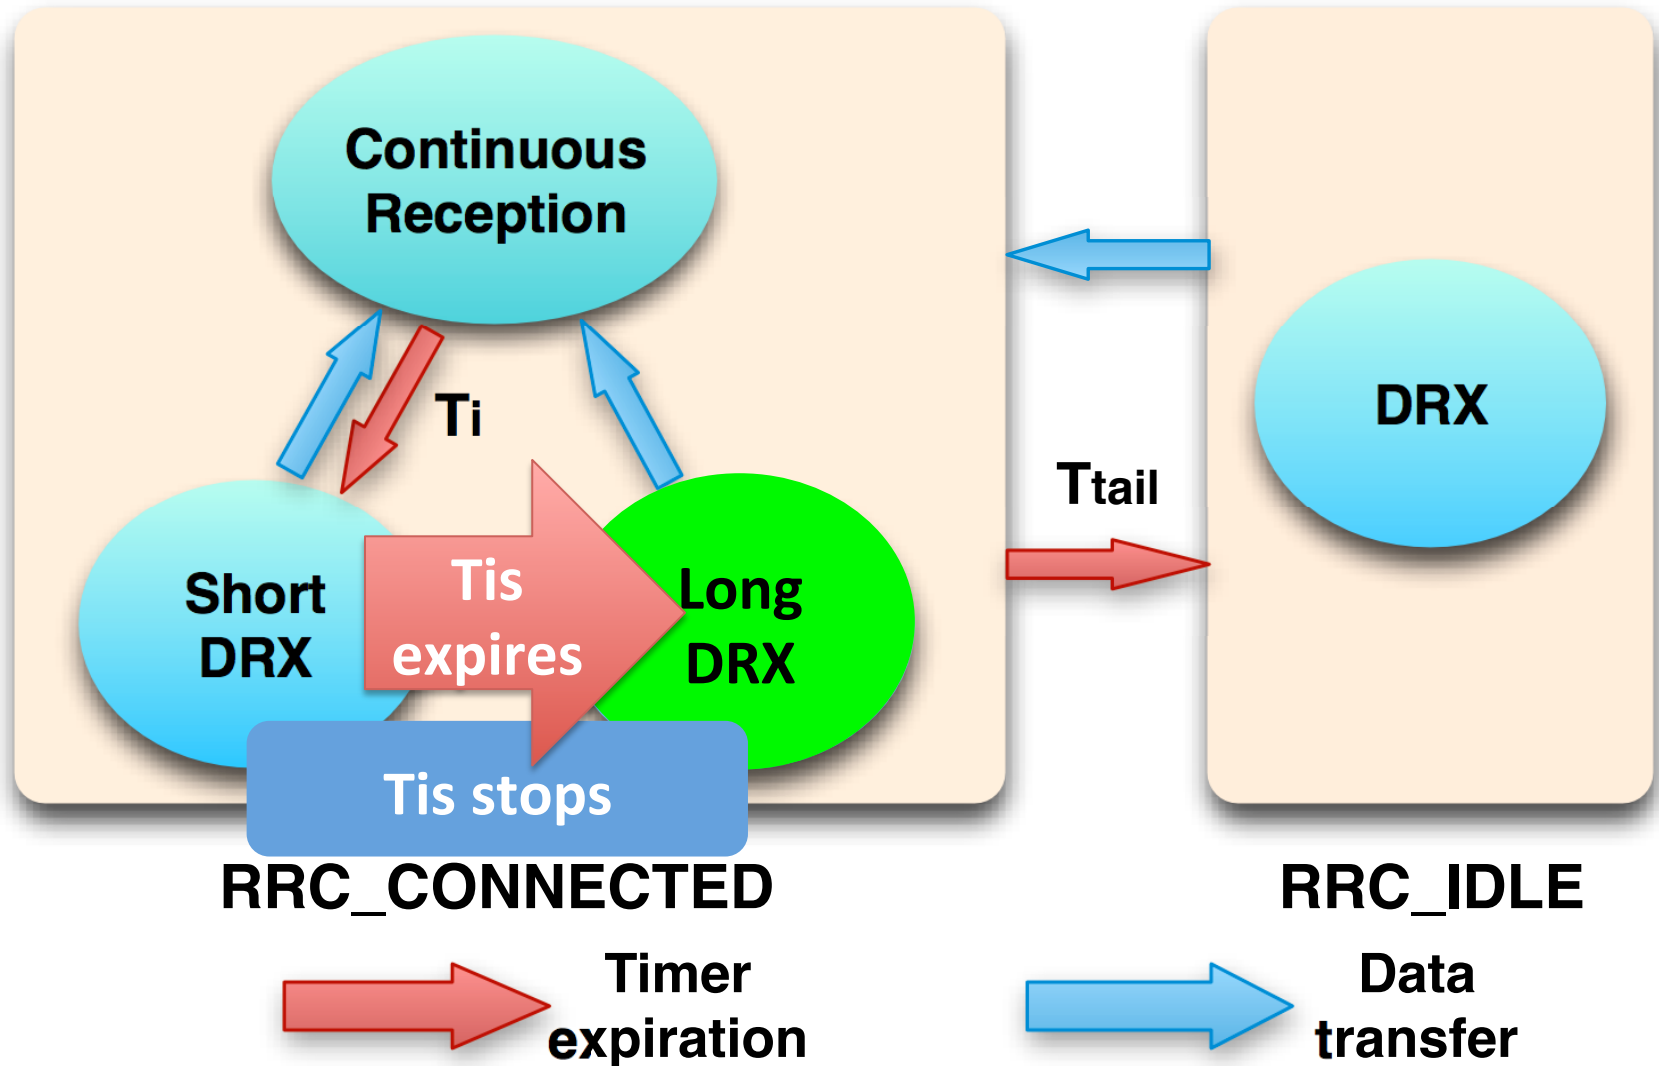 Continuous
Reception
Ti
Short
DRX
Tis
expires
Long
DRX
Tis stops
RRC_CONNECTED
Ttail
DRX
RRC_IDLE
Timer
expiration
Data
transfer